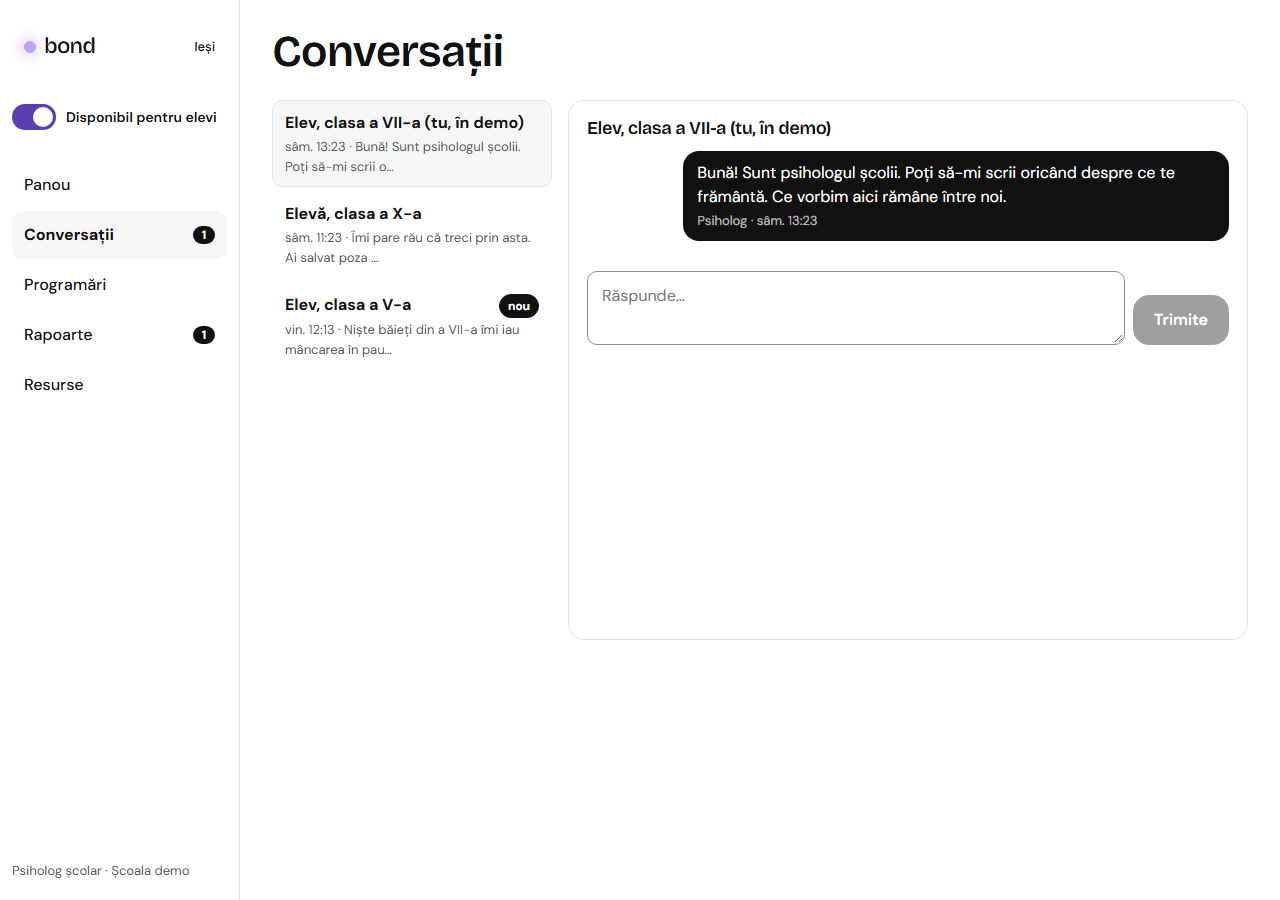 bond
Ieși
Disponibil pentru elevi
Panou
Conversații 1
Programări
Rapoarte 1
Resurse
Psiholog școlar · Școala demo
Conversații
Elev, clasa a VII-a (tu, în demo)
sâm. 13:23 · Bună! Sunt psihologul școlii.
Poți să-mi scrii o…
Elevă, clasa a X-a
sâm. 11:23 · Îmi pare rău că treci prin asta.
Ai salvat poza …
Elev, clasa a V-a nou
vin. 12:13 · Niște băieți din a VII-a îmi iau
mâncarea în pau…
Elev, clasa a VII-a (tu, în demo)
Bună! Sunt psihologul școlii. Poți să-mi scrii oricând despre ce te
frământă. Ce vorbim aici rămâne între noi.
Psiholog · sâm. 13:23
Răspunde…
Trimite